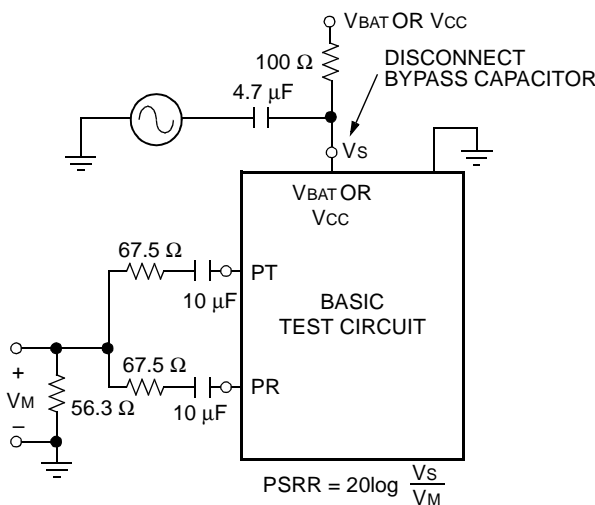 VBAT OR VCC
100 Ω
DISCONNECT
BYPASS CAPACITOR
4.7 μF
VS
VBAT OR
VCC
67.5 Ω
PT
10 μF
BASIC
TEST CIRCUIT
67.5 Ω
PR
10 μF
+
VM
–
56.3 Ω
PSRR = 20log VS
VM